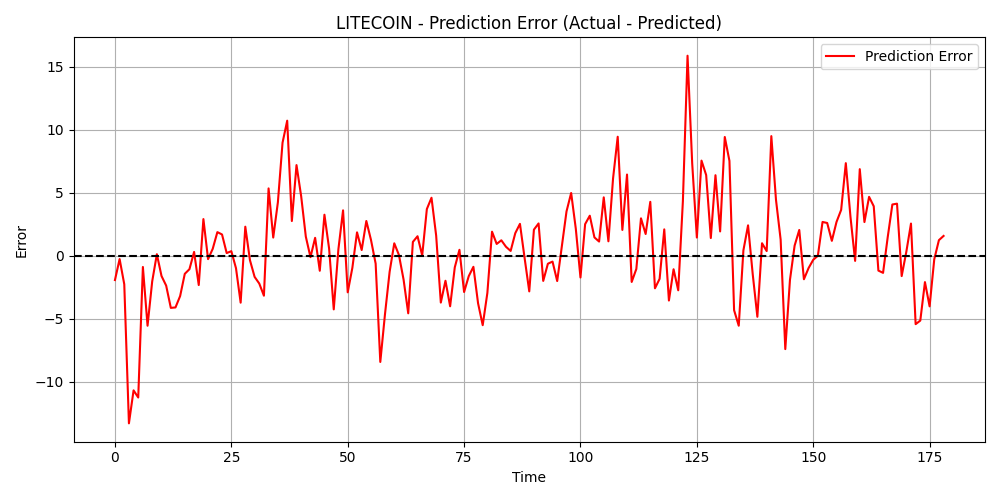 LITECOIN - Prediction Error (Actual - Predicted)
Prediction Error
Error
15
10
5
0
−5
−10
0 25 50 75 100 125 150 175
Time